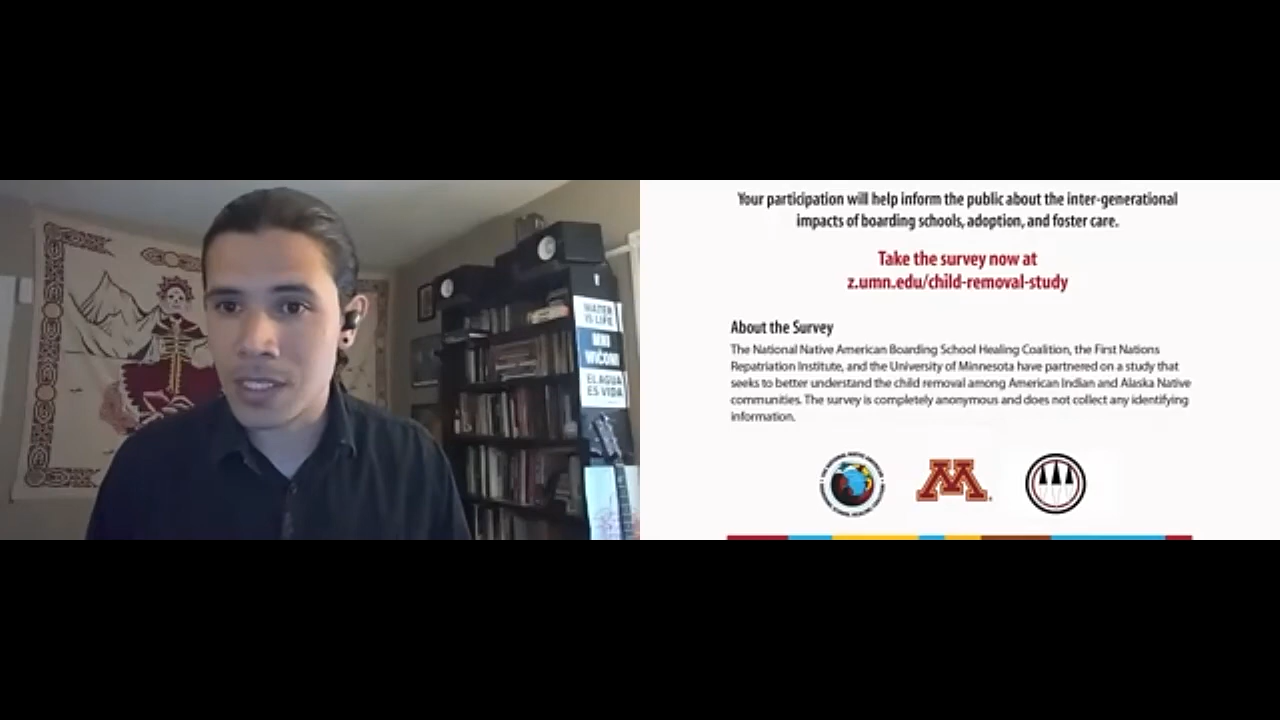 WATER
IS LIFE
MNI
WICONI
EL AGUA
ES VIDA
Your participation will help inform the public about the inter-generational
impacts of boarding schools, adoption, and foster care.
Take the survey now at
z.umn.edu/child-removal-study
About the Survey
The National Native American Boarding School Healing Coalition, the First Nations
Repatriation Institute, and the University of Minnesota have partnered on a study that
seeks to better understand the child removal among American Indian and Alaska Native
communities. The survey is completely anonymous and does not collect any identifying
information.
M